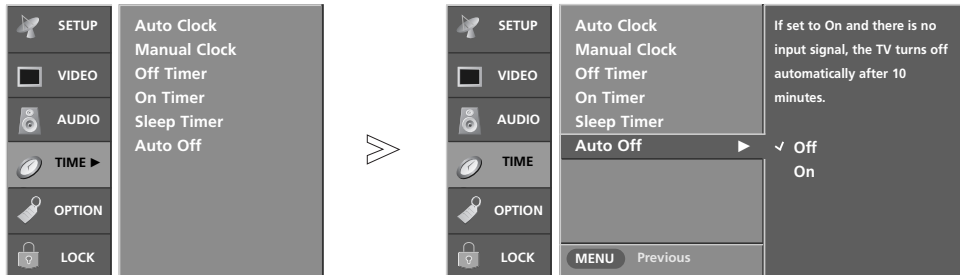 SETUP
VIDEO
AUDIO
TIME ►
OPTION
LOCK
Auto Clock
Manual Clock
Off Timer
On Timer
Sleep Timer
Auto Off
SETUP
VIDEO
AUDIO
TIME
OPTION
LOCK
Auto Clock
Manual Clock
Off Timer
On Timer
Sleep Timer
Auto Off ►
MENU Previous
If set to On and there is no
input signal, the TV turns off
automatically after 10
minutes.
✓ Off
On